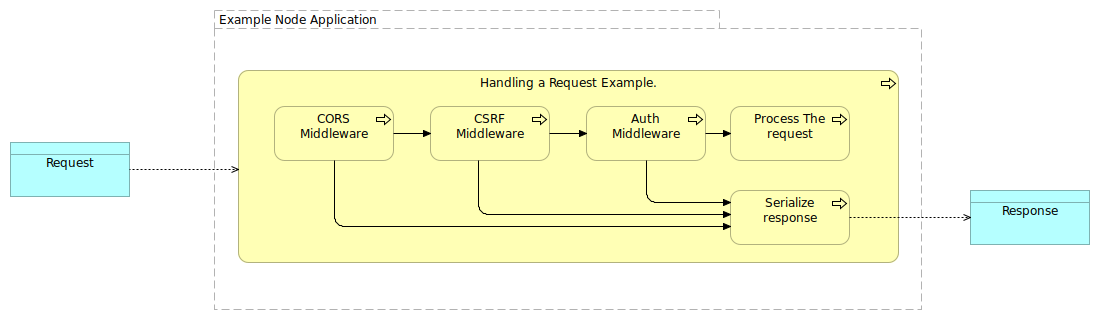 Example Node Application
Handling a Request Example.
CORS
Middleware
CSRF
Middleware
Auth
Middleware
Process The
request
Request
Serialize
response
Response